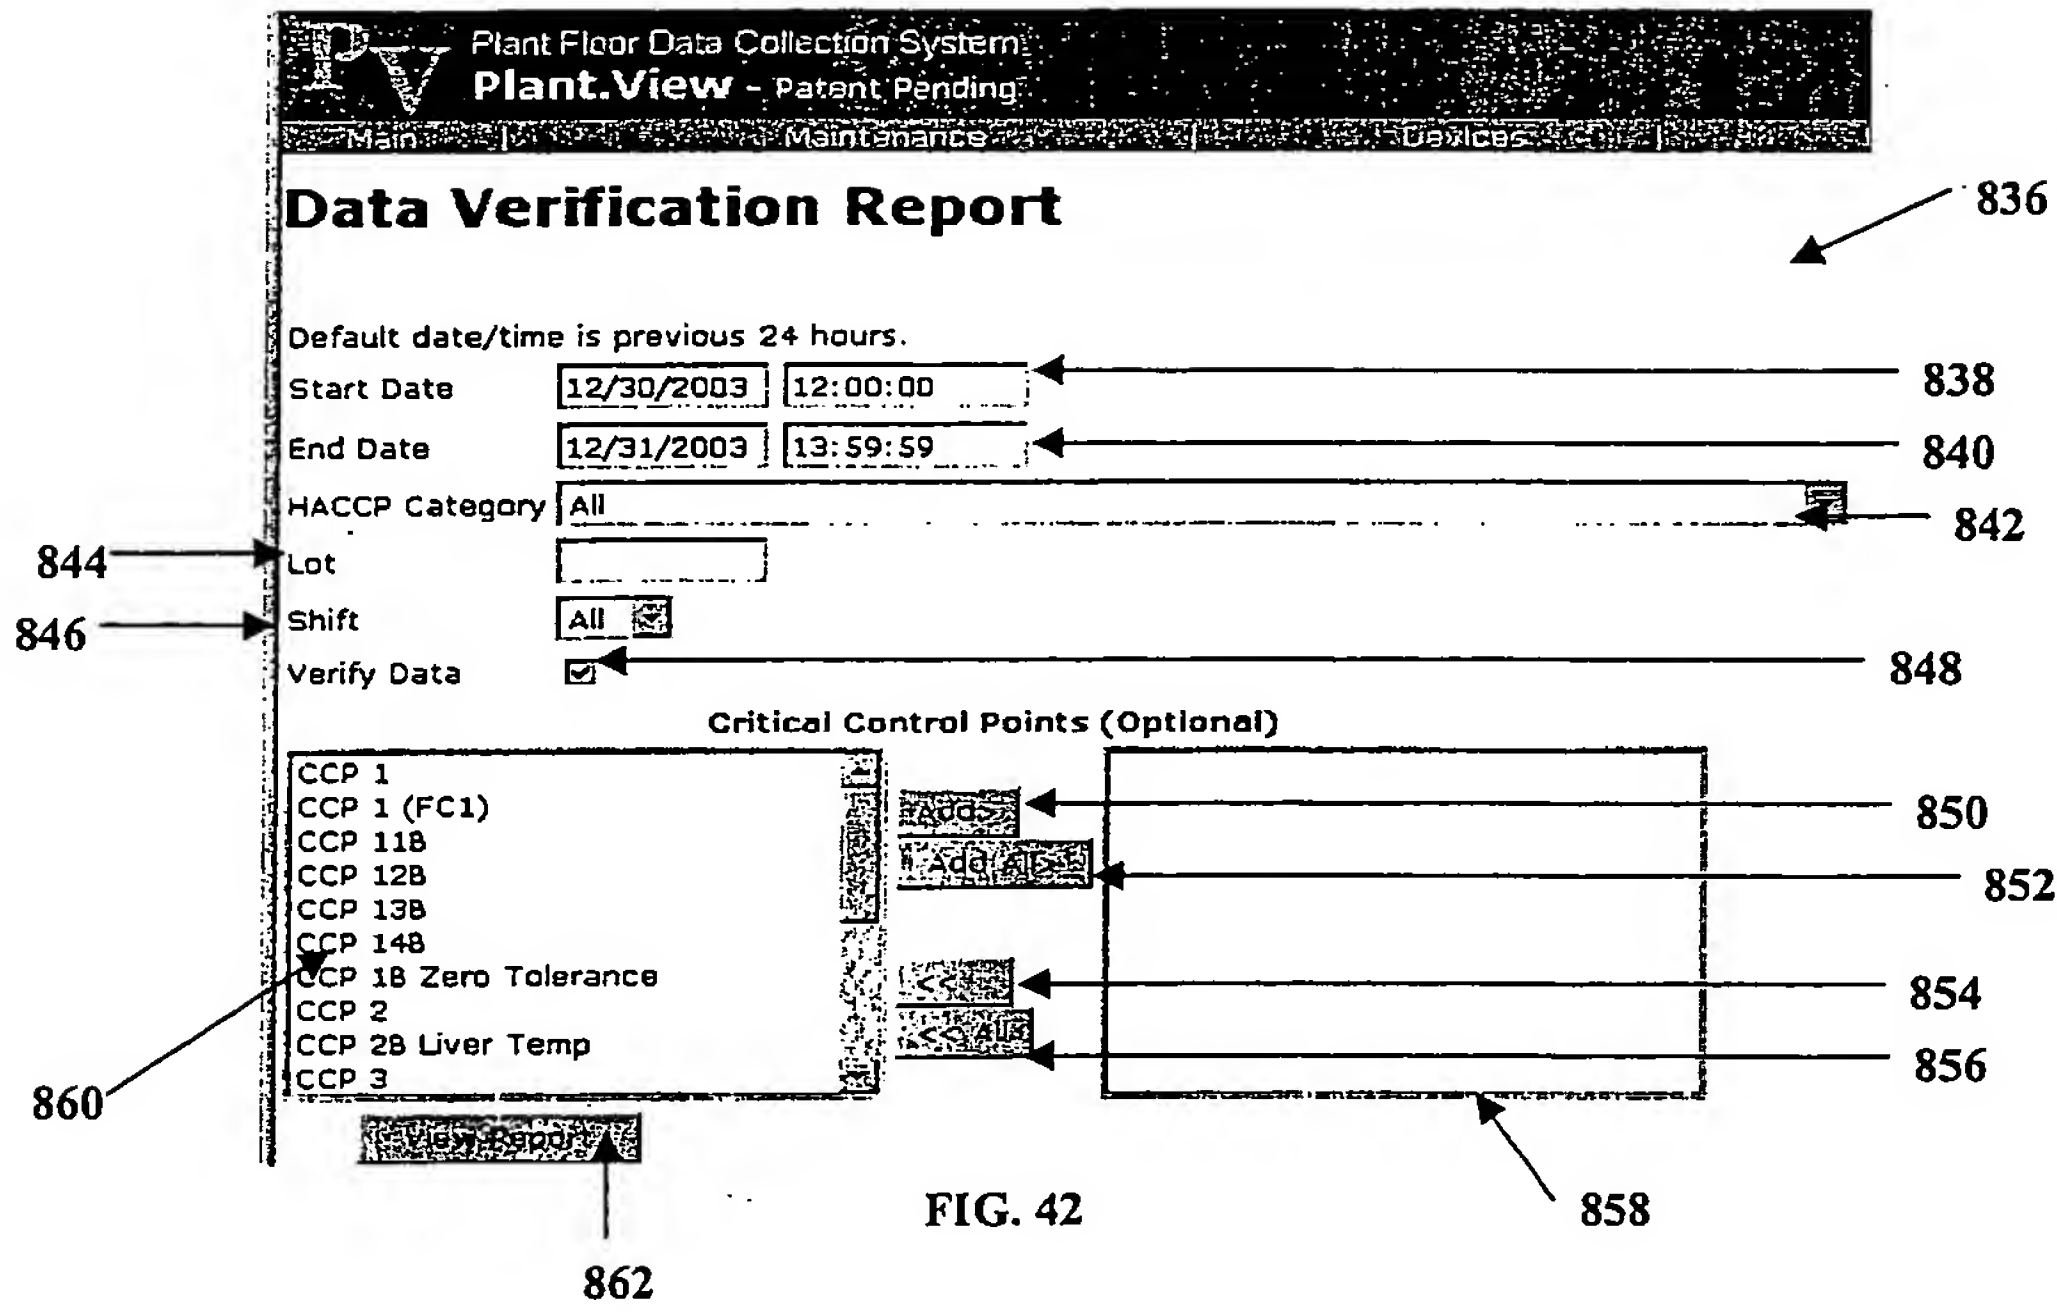 PV Plant Floor Data Collection System
Plant.View - Patent Pending
Main | Maintenance | Devices |
Data Verification Report
836
Default date/time is previous 24 hours.
Start Date 12/30/2003 12:00:00 838
End Date 12/31/2003 13:59:59 840
HACCP Category All 842
844 Lot
846 Shift All
Verify Data 848
Critical Control Points (Optional)
CCP 1
CCP 1 (FC1)
Add> 850
CCP 11B
Add All> 852
CCP 12B
CCP 13B
CCP 14B
CCP 1B Zero Tolerance
<< 854
CCP 2
<< All 856
CCP 2B Liver Temp
CCP 3
860
View Report
FIG. 42
858
862